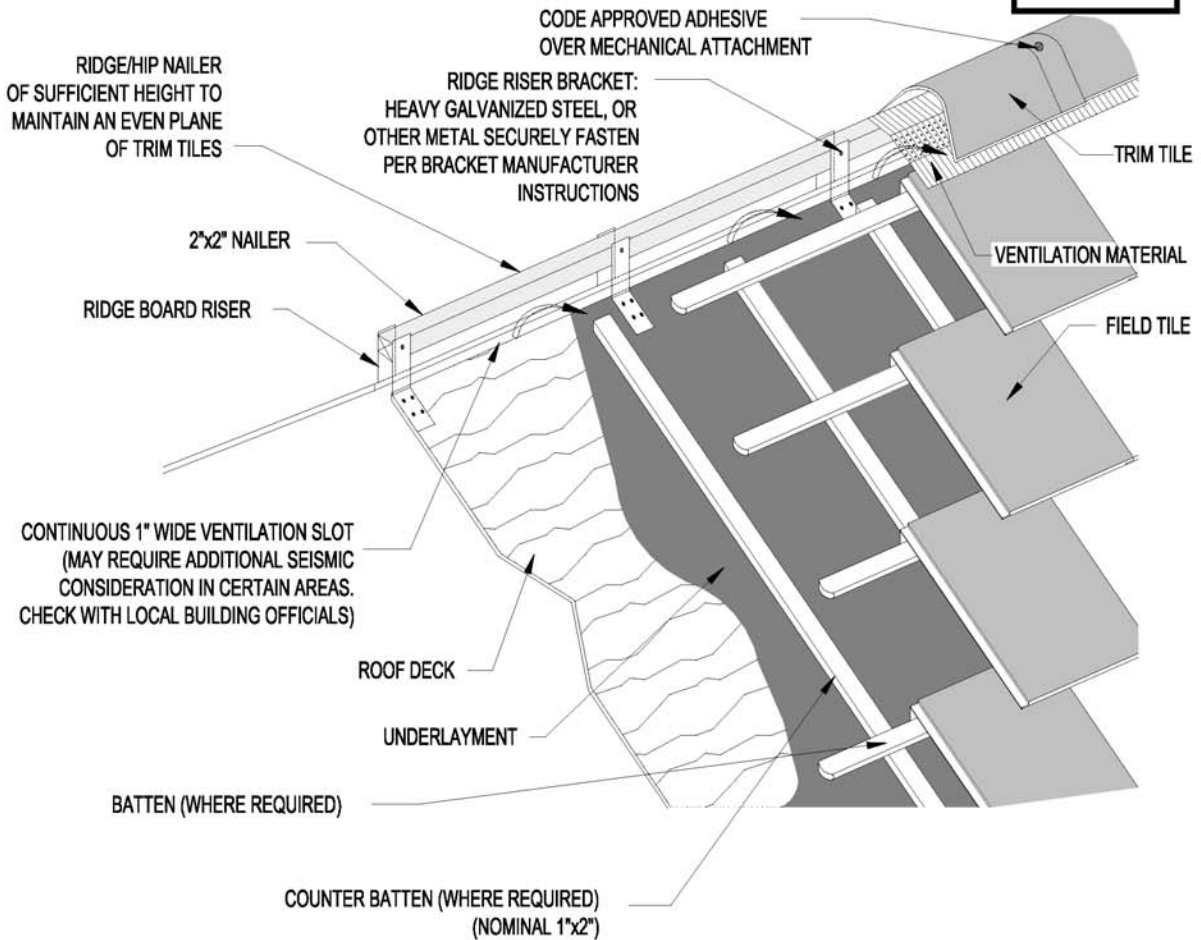 CODE APPROVED ADHESIVE
OVER MECHANICAL ATTACHMENT
RIDGE/HIP NAILER
OF SUFFICIENT HEIGHT TO
MAINTAIN AN EVEN PLANE
OF TRIM TILES
RIDGE RISER BRACKET:
HEAVY GALVANIZED STEEL, OR
OTHER METAL SECURELY FASTEN
PER BRACKET MANUFACTURER
INSTRUCTIONS
TRIM TILE
2"x2" NAILER
VENTILATION MATERIAL
RIDGE BOARD RISER
FIELD TILE
CONTINUOUS 1" WIDE VENTILATION SLOT
(MAY REQUIRE ADDITIONAL SEISMIC
CONSIDERATION IN CERTAIN AREAS.
CHECK WITH LOCAL BUILDING OFFICIALS)
ROOF DECK
UNDERLAYMENT
BATTEN (WHERE REQUIRED)
COUNTER BATTEN (WHERE REQUIRED)
(NOMINAL 1"x2")